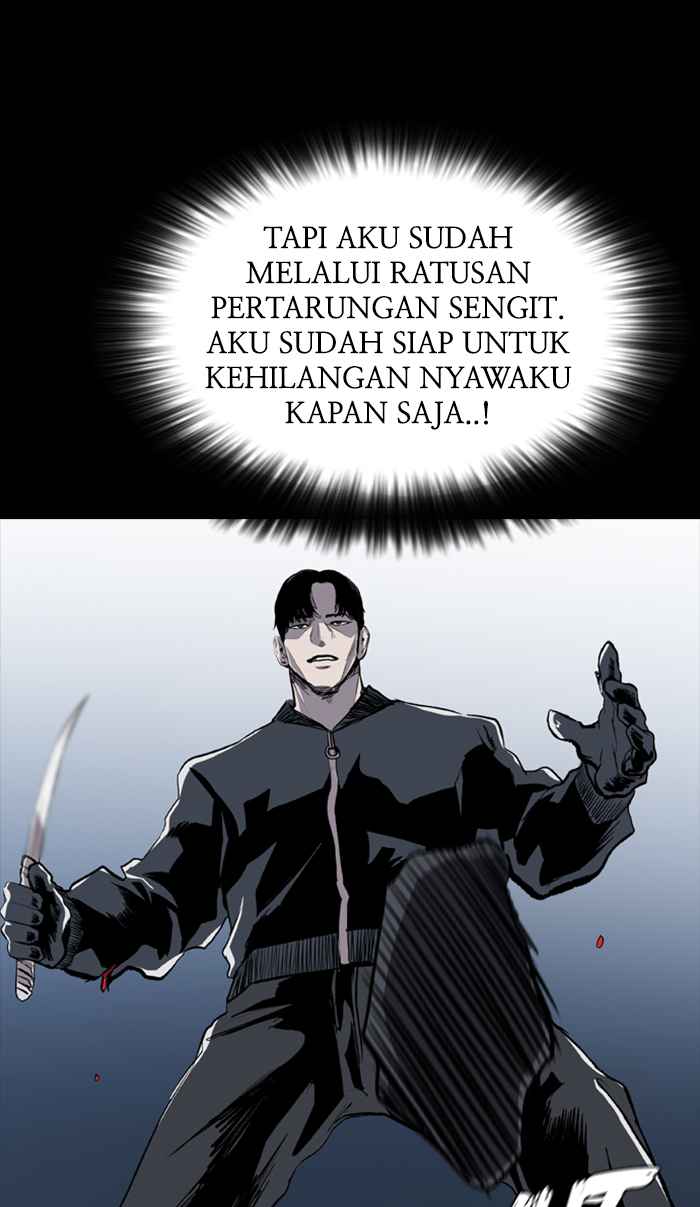 TAPI AKU SUDAH
MELALUI RATUSAN
PERTARUNGAN SENGIT.
AKU SUDAH SIAP UNTUK
KEHILANGAN NYAWAKU
KAPAN SAJA..!